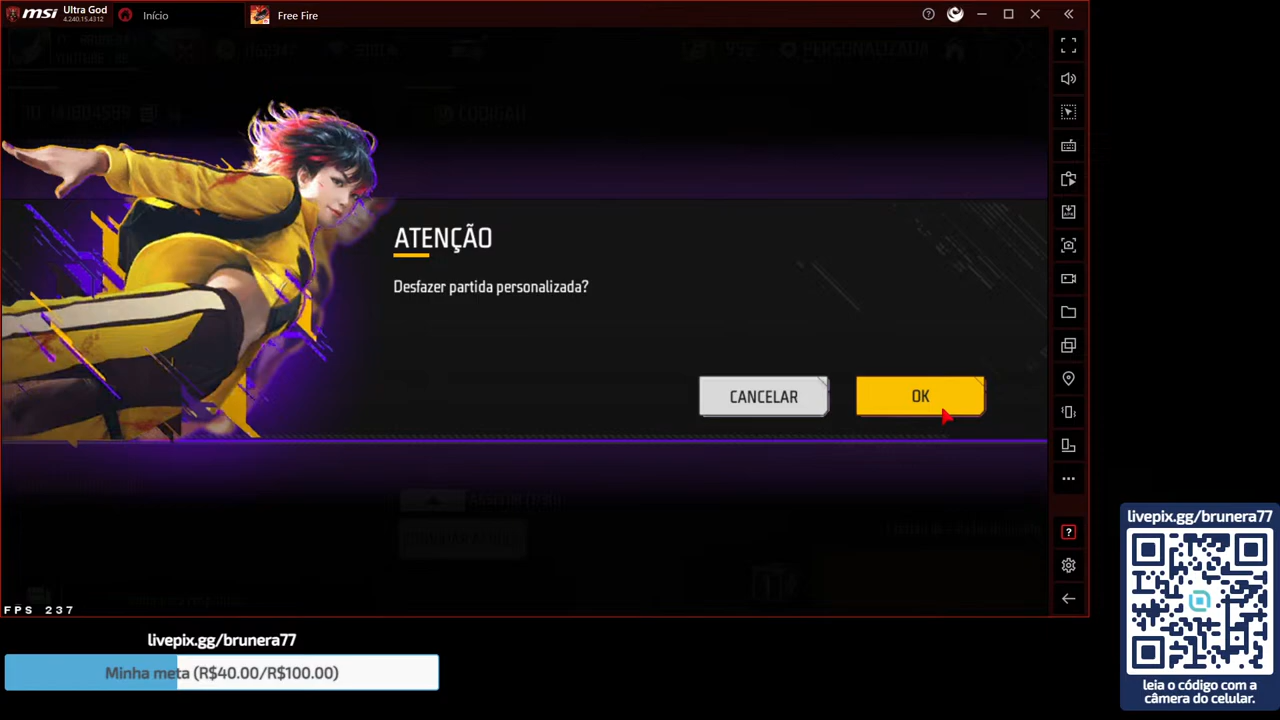 msi Ultra God
4.240.15.4312
Início
Free Fire
PERSONALIZADA
ATENÇÃO
Desfazer partida personalizada?
CANCELAR
OK
FPS 237
livepix.gg/brunera77
Minha meta (R$40.00/R$100.00)
livepix.gg/brunera77
leia o código com a
câmera do celular.